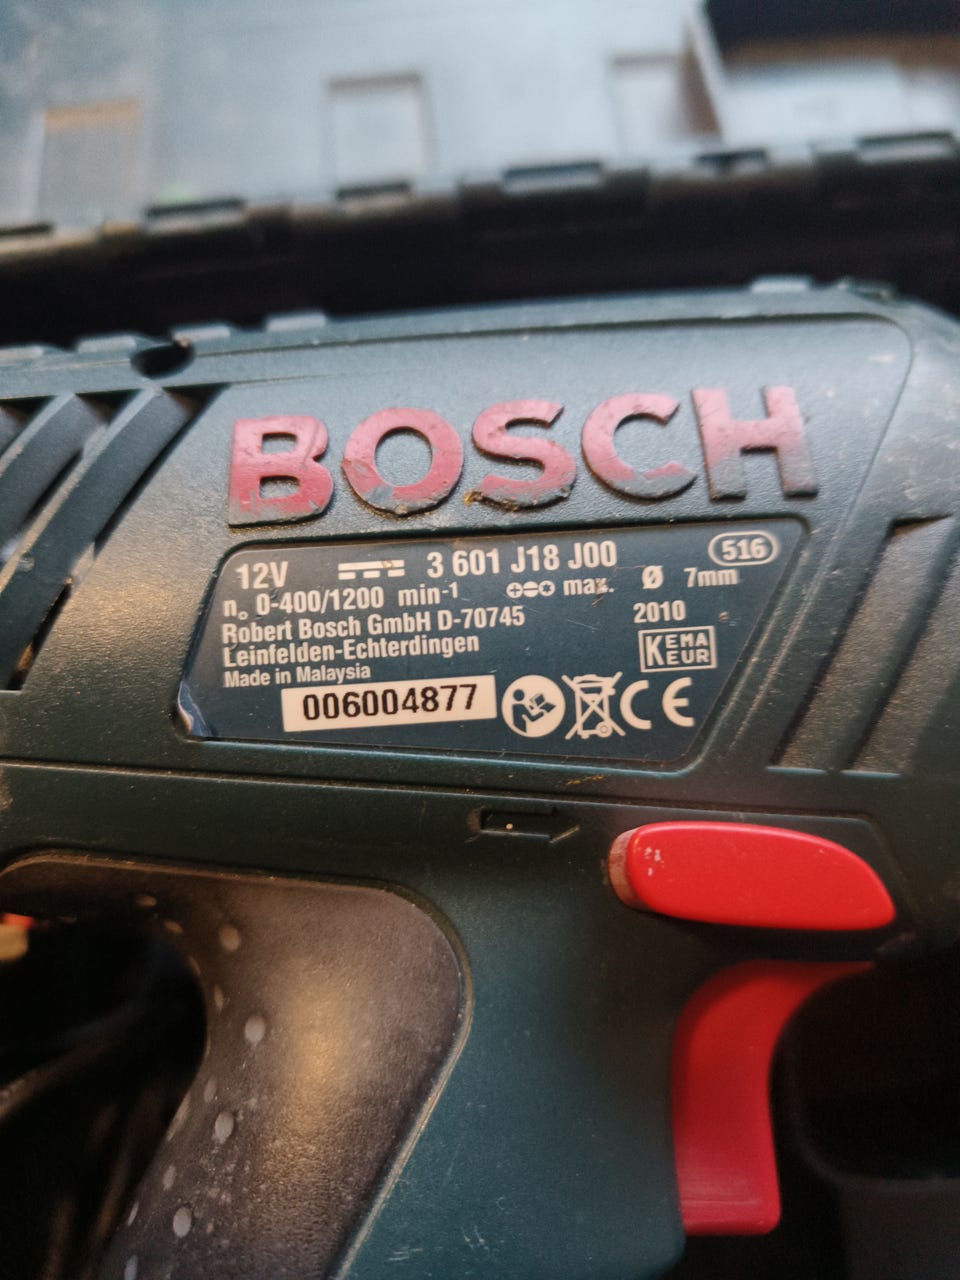 BOSCH
12V 3 601 J18 J00 516
n₀ 0-400/1200 min-1 max. Ø 7mm
Robert Bosch GmbH D-70745 2010
Leinfelden-Echterdingen KEMA KEUR
Made in Malaysia
006004877 CE